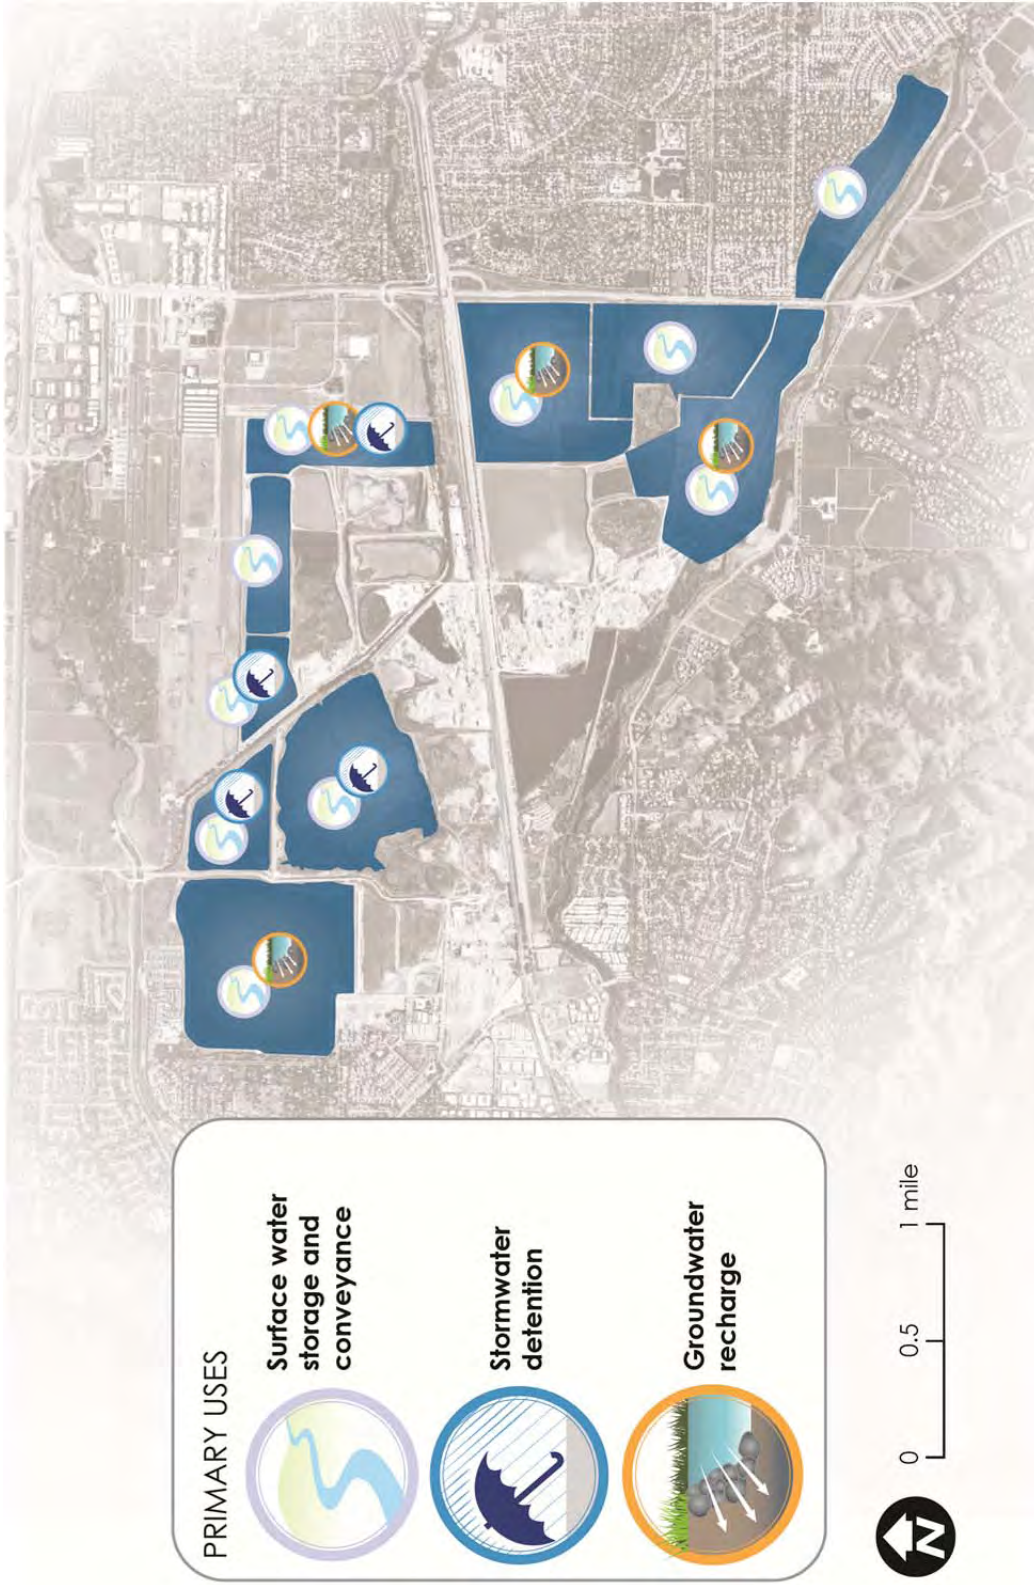 PRIMARY USES
Surface water
storage and
conveyance
Stormwater
detention
Groundwater
recharge
N
0
0.5
1 mile